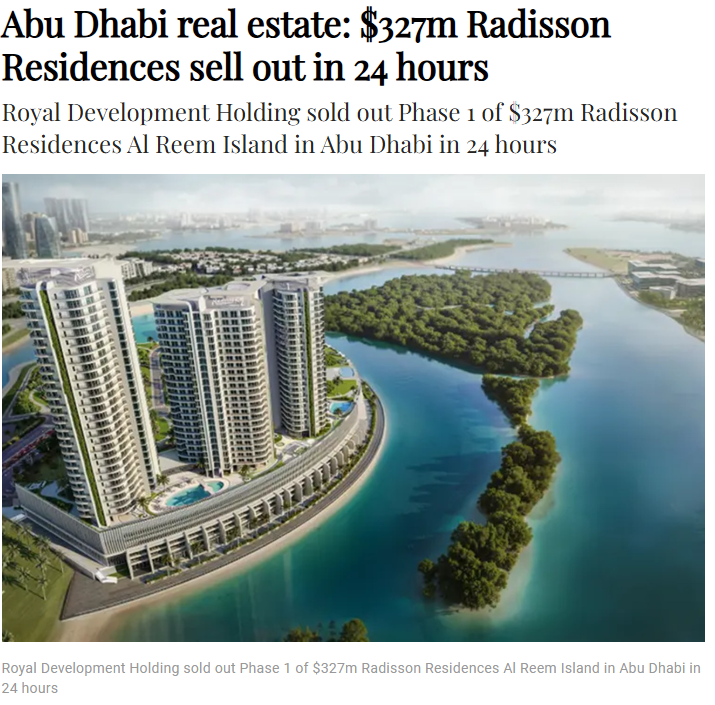 Abu Dhabi real estate: $327m Radisson
Residences sell out in 24 hours
Royal Development Holding sold out Phase 1 of $327m Radisson
Residences Al Reem Island in Abu Dhabi in 24 hours
Royal Development Holding sold out Phase 1 of $327m Radisson Residences Al Reem Island in Abu Dhabi in
24 hours